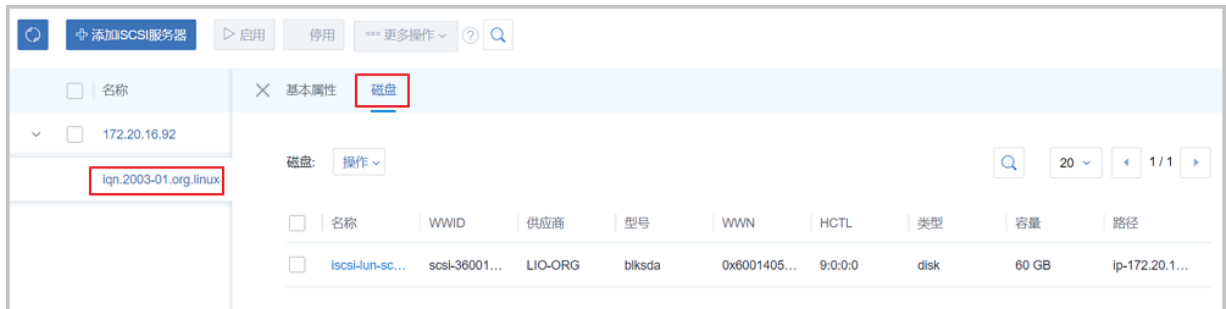 添加iSCSI服务器 启用 停用 更多操作
名称 基本属性 磁盘
172.20.16.92
磁盘: 操作 20 1 / 1
iqn.2003-01.org.linux-
名称 WWID 供应商 型号 WWN HCTL 类型 容量 路径
iscsi-lun-sc... scsi-36001... LIO-ORG blksda 0x6001405... 9:0:0:0 disk 60 GB ip-172.20.1...